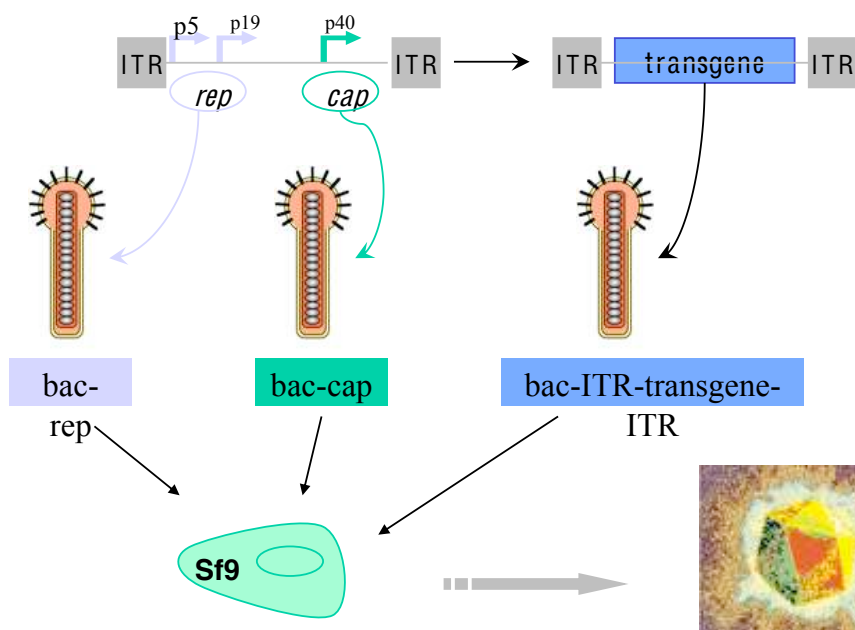 p5 p19 p40
ITR ITR ITR transgene ITR
rep cap
bac-
rep
bac-cap
bac-ITR-transgene-
ITR
Sf9